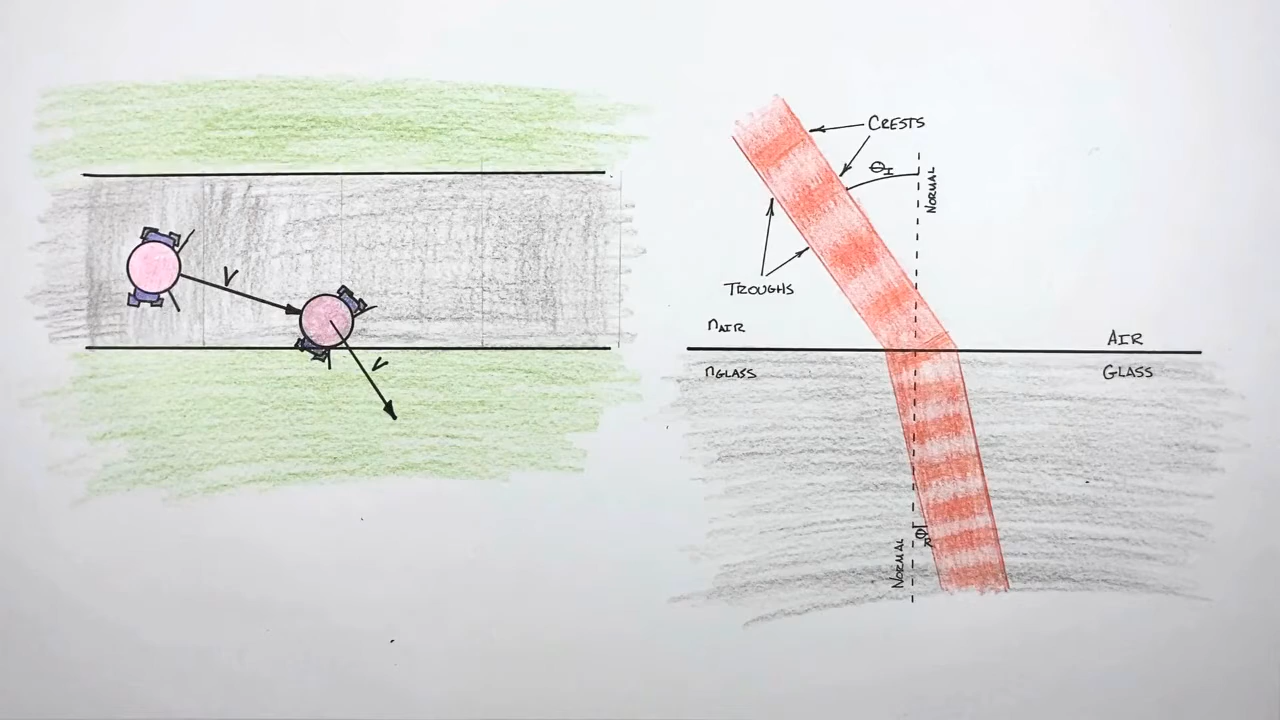 V
V
CRESTS
θI
NORMAL
TROUGHS
nAIR
AIR
nGLASS
GLASS
θR
NORMAL